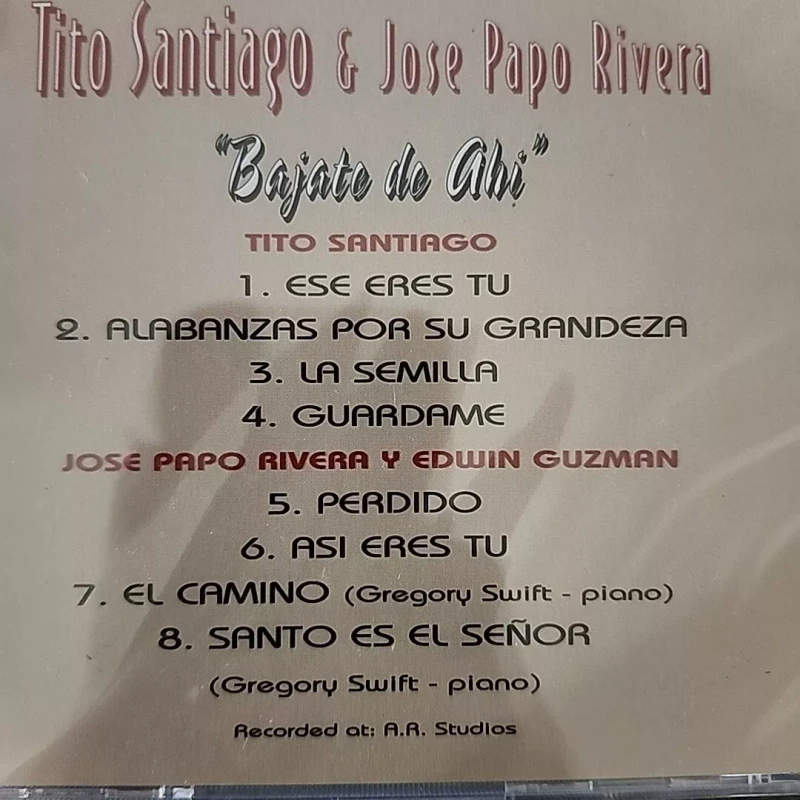 Tito Santiago & Jose Papo Rivera
"Bajate de Ahi"
TITO SANTIAGO
1. ESE ERES TU
2. ALABANZAS POR SU GRANDEZA
3. LA SEMILLA
4. GUARDAME
JOSE PAPO RIVERA Y EDWIN GUZMAN
5. PERDIDO
6. ASI ERES TU
7. EL CAMINO (Gregory Swift - piano)
8. SANTO ES EL SEÑOR
(Gregory Swift - piano)
Recorded at: A.R. Studios